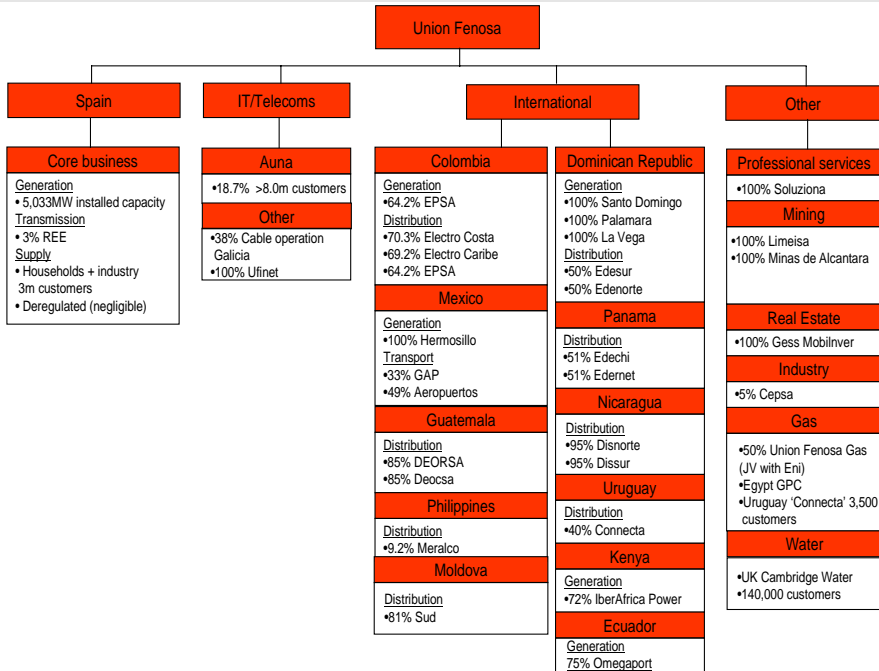 Union Fenosa
Spain
IT/Telecoms
International
Other
Core business
Generation
• 5,033MW installed capacity
Transmission
• 3% REE
Supply
• Households + industry
3m customers
• Deregulated (negligible)
Auna
•18.7% >8.0m customers
Other
•38% Cable operation
Galicia
•100% Ufinet
Colombia
Generation
•64.2% EPSA
Distribution
•70.3% Electro Costa
•69.2% Electro Caribe
•64.2% EPSA
Mexico
Generation
•100% Hermosillo
Transport
•33% GAP
•49% Aeropuertos
Guatemala
Distribution
•85% DEORSA
•85% Deocsa
Philippines
Distribution
•9.2% Meralco
Moldova
Distribution
•81% Sud
Dominican Republic
Generation
•100% Santo Domingo
•100% Palamara
•100% La Vega
Distribution
•50% Edesur
•50% Edenorte
Panama
Distribution
•51% Edechi
•51% Edernet
Nicaragua
Distribution
•95% Disnorte
•95% Dissur
Uruguay
Distribution
•40% Connecta
Kenya
Generation
•72% IberAfrica Power
Ecuador
Generation
75% Omegaport
Professional services
•100% Soluziona
Mining
•100% Limeisa
•100% Minas de Alcantara
Real Estate
•100% Gess Mobilnver
Industry
•5% Cepsa
Gas
•50% Union Fenosa Gas
(JV with Eni)
•Egypt GPC
•Uruguay ‘Connecta’ 3,500
customers
Water
•UK Cambridge Water
•140,000 customers